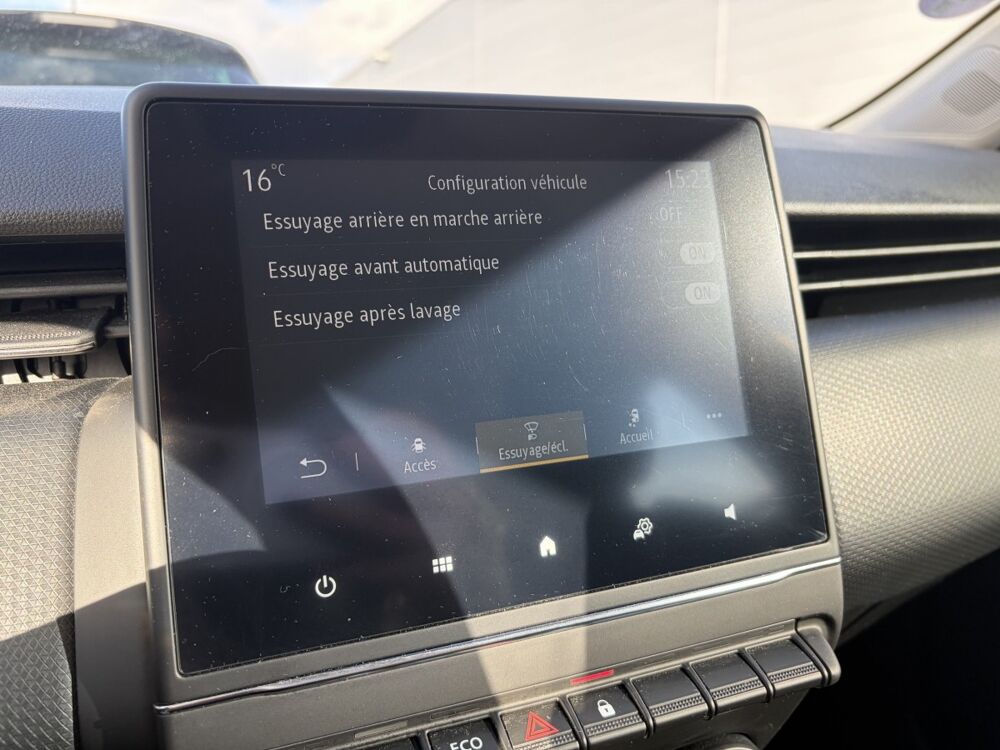 16°C Configuration véhicule 15:23
Essuyage arrière en marche arrière OFF
Essuyage avant automatique ON
Essuyage après lavage ON
Accès Essuyage/écl. Accueil ...
ECO